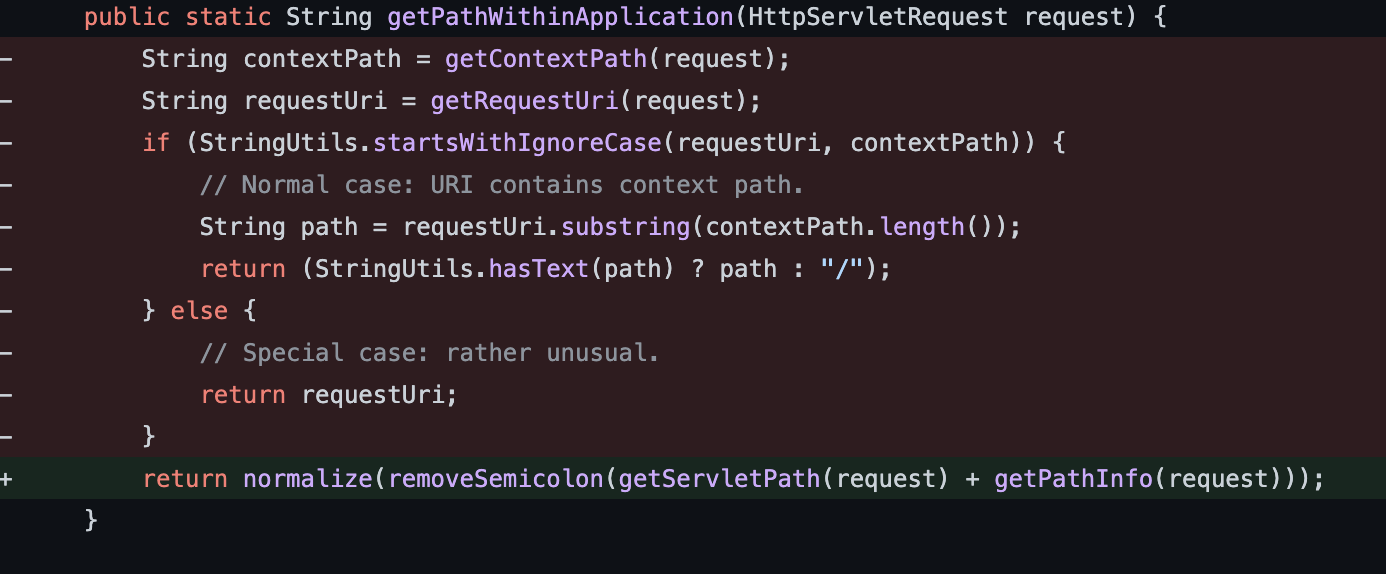 public static String getPathWithinApplication(HttpServletRequest request) {
-        String contextPath = getContextPath(request);
-        String requestUri = getRequestUri(request);
-        if (StringUtils.startsWithIgnoreCase(requestUri, contextPath)) {
-            // Normal case: URI contains context path.
-            String path = requestUri.substring(contextPath.length());
-            return (StringUtils.hasText(path) ? path : "/");
-        } else {
-            // Special case: rather unusual.
-            return requestUri;
-        }
+        return normalize(removeSemicolon(getServletPath(request) + getPathInfo(request)));
}